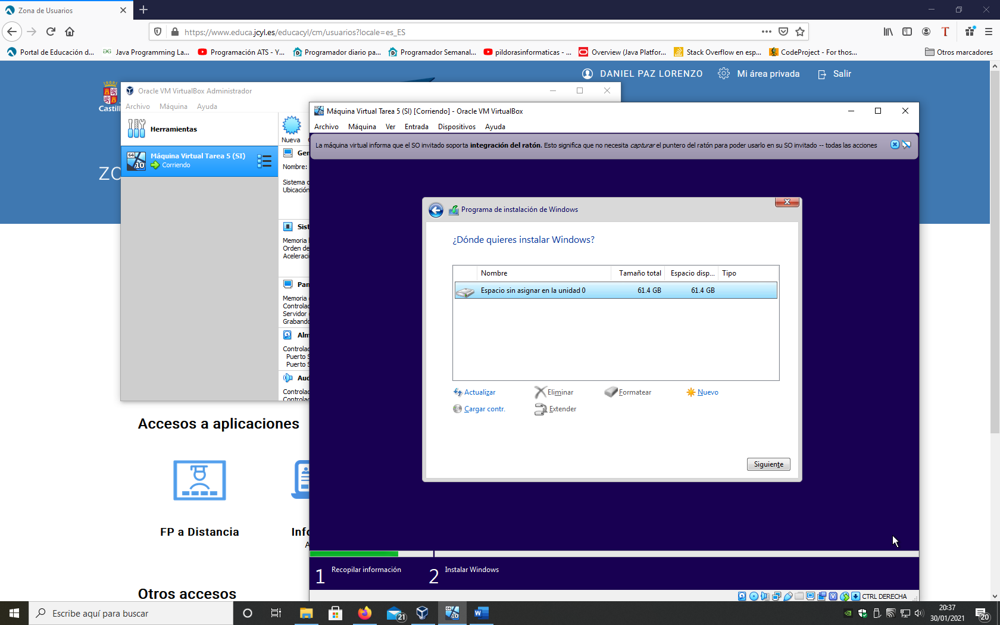 Zona de Usuarios
https://www.educa.jcyl.es/educacyl/cm/usuarios?locale=es_ES
Portal de Educación d...
Java Programming La...
Programación ATS - Y...
Programador diario pa...
Programador Semanal...
pildorasinformaticas - ...
Overview (Java Platfor...
Stack Overflow en esp...
CodeProject - For thos...
Otros marcadores
DANIEL PAZ LORENZO
Mi área privada
Salir
Castill
ZO
Oracle VM VirtualBox Administrador
Archivo Máquina Ayuda
Herramientas
Nueva
64
10
Máquina Virtual Tarea 5 (SI)
Corriendo
Ger
Nombre:
Sistema o
Ubicación
Sist
Memoria
Orden de
Aceleraci
Pan
Memoria
Controlac
Servidor
Grabando
Alm
Controlac
Puerto S
Puerto S
Aud
Controlac
Controlac
Máquina Virtual Tarea 5 (SI) [Corriendo] - Oracle VM VirtualBox
Archivo Máquina Ver Entrada Dispositivos Ayuda
La máquina virtual informa que el SO invitado soporta integración del ratón. Esto significa que no necesita capturar el puntero del ratón para poder usarlo en su SO invitado -- todas las acciones
Programa de instalación de Windows
¿Dónde quieres instalar Windows?
Nombre Tamaño total Espacio disp... Tipo
Espacio sin asignar en la unidad 0 61.4 GB 61.4 GB
Actualizar Eliminar Formatear Nuevo
Cargar contr. Extender
Siguiente
1 Recopilar información
2 Instalar Windows
CTRL DERECHA
Accesos a aplicaciones
FP a Distancia
Info
A
Otros accesos
Escribe aquí para buscar
21
20:37
30/01/2021
20